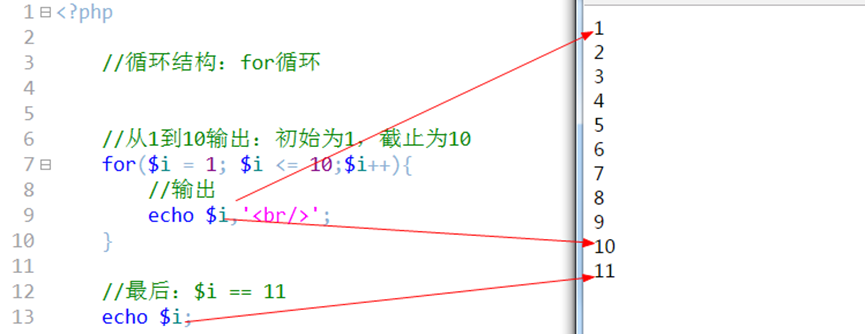 1 <?php
2
3 //循环结构：for循环
4
5
6 //从1到10输出：初始为1，截止为10
7 for($i = 1; $i <= 10;$i++){
8 //输出
9 echo $i,'<br/>';
10 }
11
12 //最后：$i == 11
13 echo $i;
1
2
3
4
5
6
7
8
9
10
11